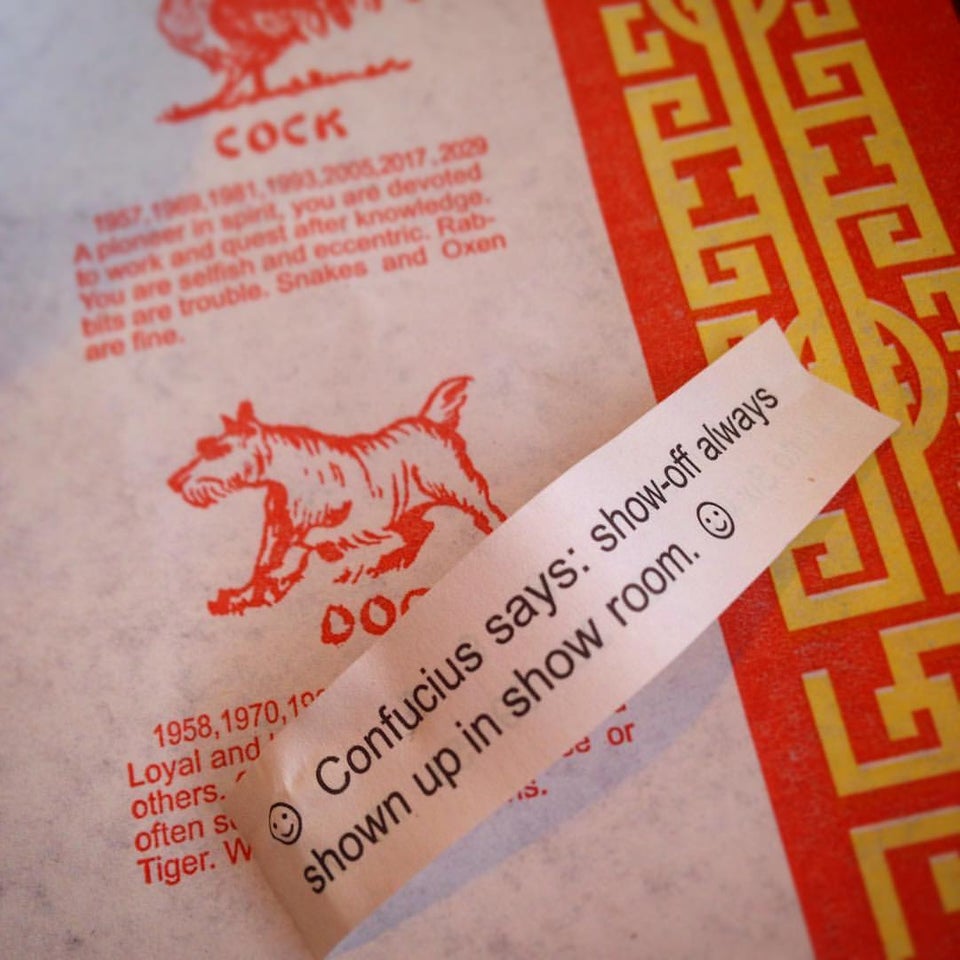 COCK
1957,1969,1981,1993,2005,2017,2029
A pioneer in spirit, you are devoted
to work and quest after knowledge.
You are selfish and eccentric. Rab-
bits are trouble. Snakes and Oxen
are fine.
DOG
1958,1970,19
Loyal and
others.
often
Tiger.
or
☺ Confucius says: show-off always
shown up in show room. ☺